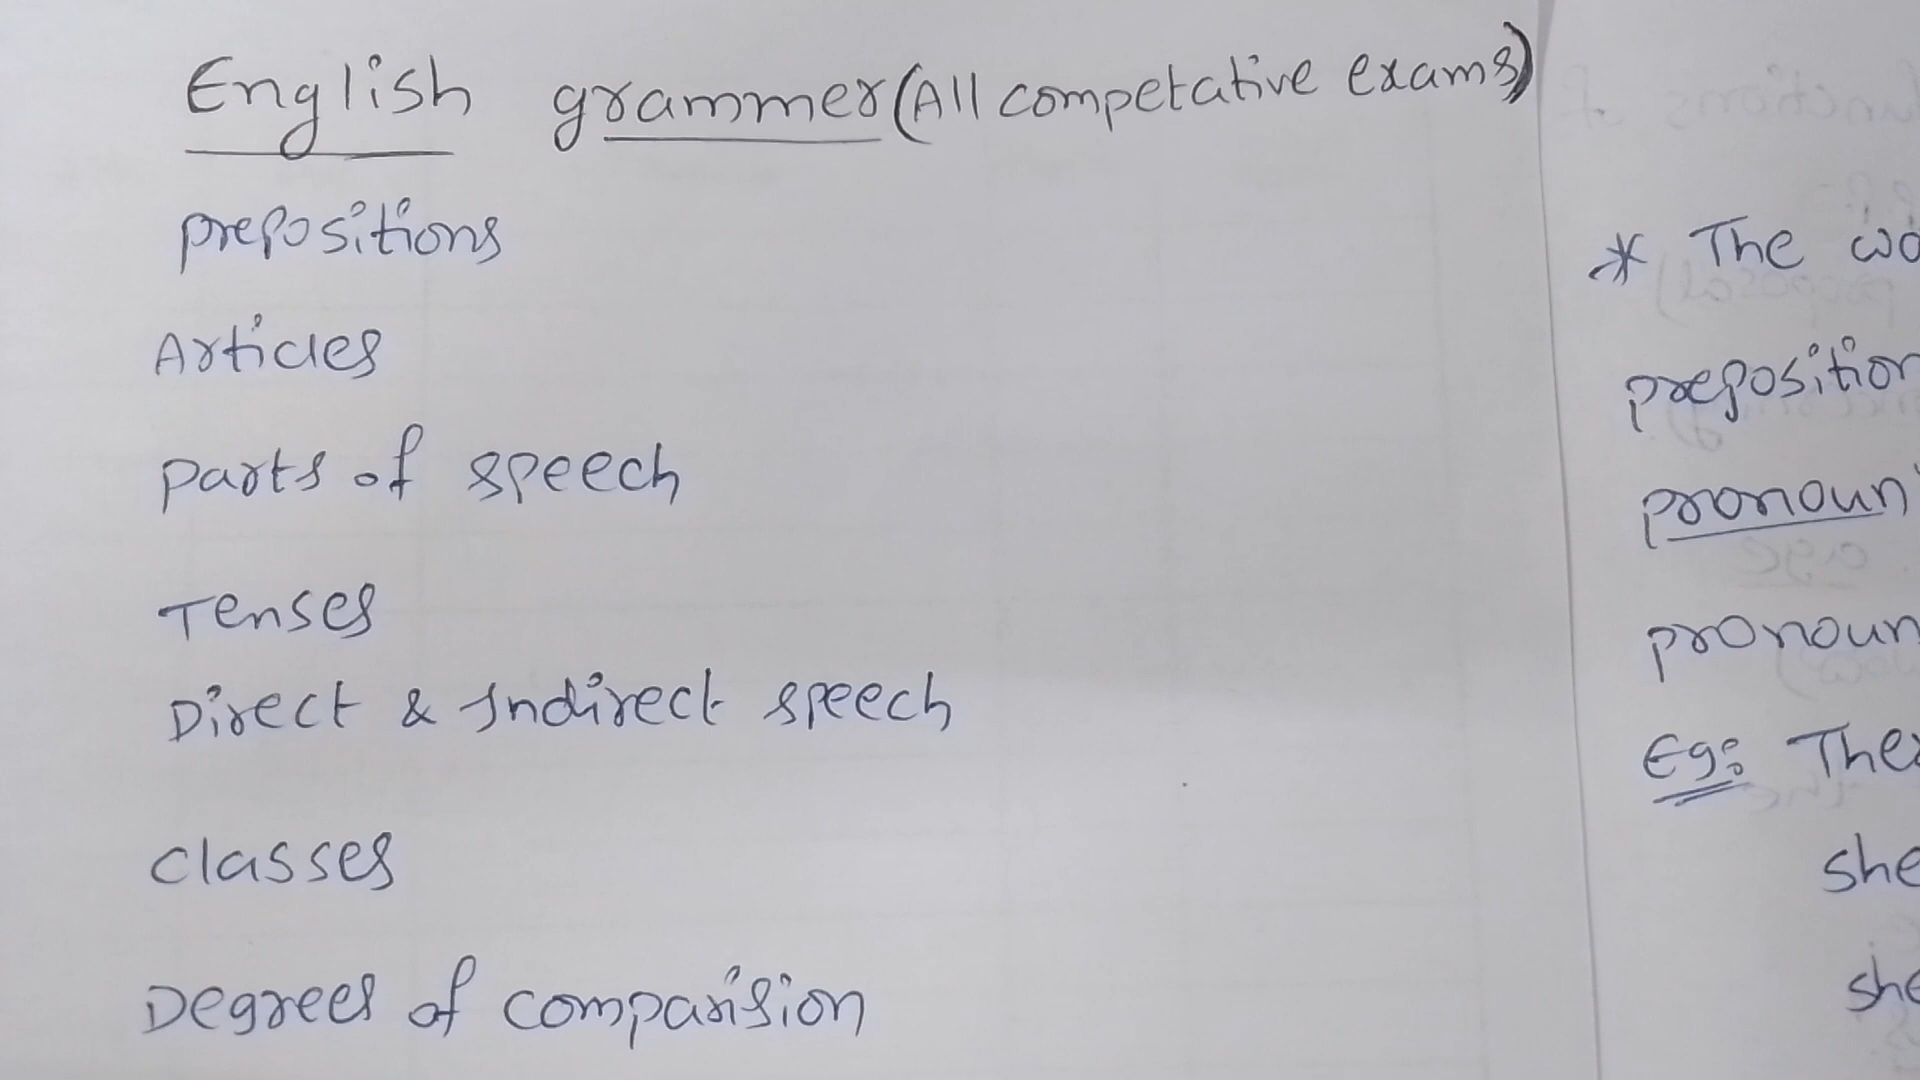 English grammer (All competative exams)
prepositions
Articles
parts of speech
Tenses
Direct & Indirect speech
classes
Degrees of comparision
* The
preposition
pronoun
pronoun
Eg:
she
she